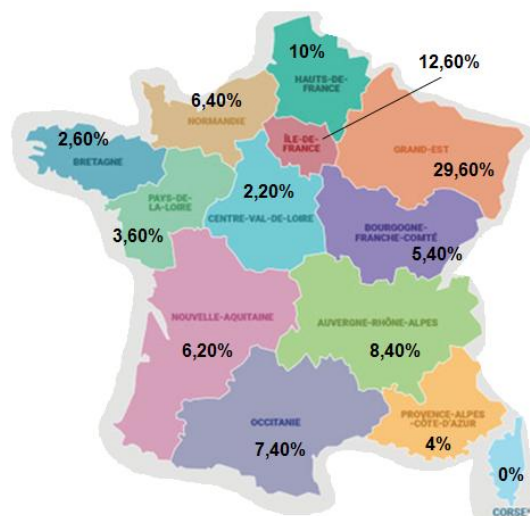 10%
HAUTS-DE-
FRANCE
12,60%
6,40%
NORMANDIE
ÎLE-DE-
FRANCE
GRAND-EST
29,60%
2,60%
BRETAGNE
PAYS-DE-
LA-LOIRE
3,60%
2,20%
CENTRE-VAL-DE-LOIRE
BOURGOGNE-
FRANCHE-COMTÉ
5,40%
NOUVELLE-AQUITAINE
6,20%
AUVERGNE-RHÔNE-ALPES
8,40%
OCCITANIE
7,40%
PROVENCE-ALPES
-CÔTE-D'AZUR
4%
0%
CORSE